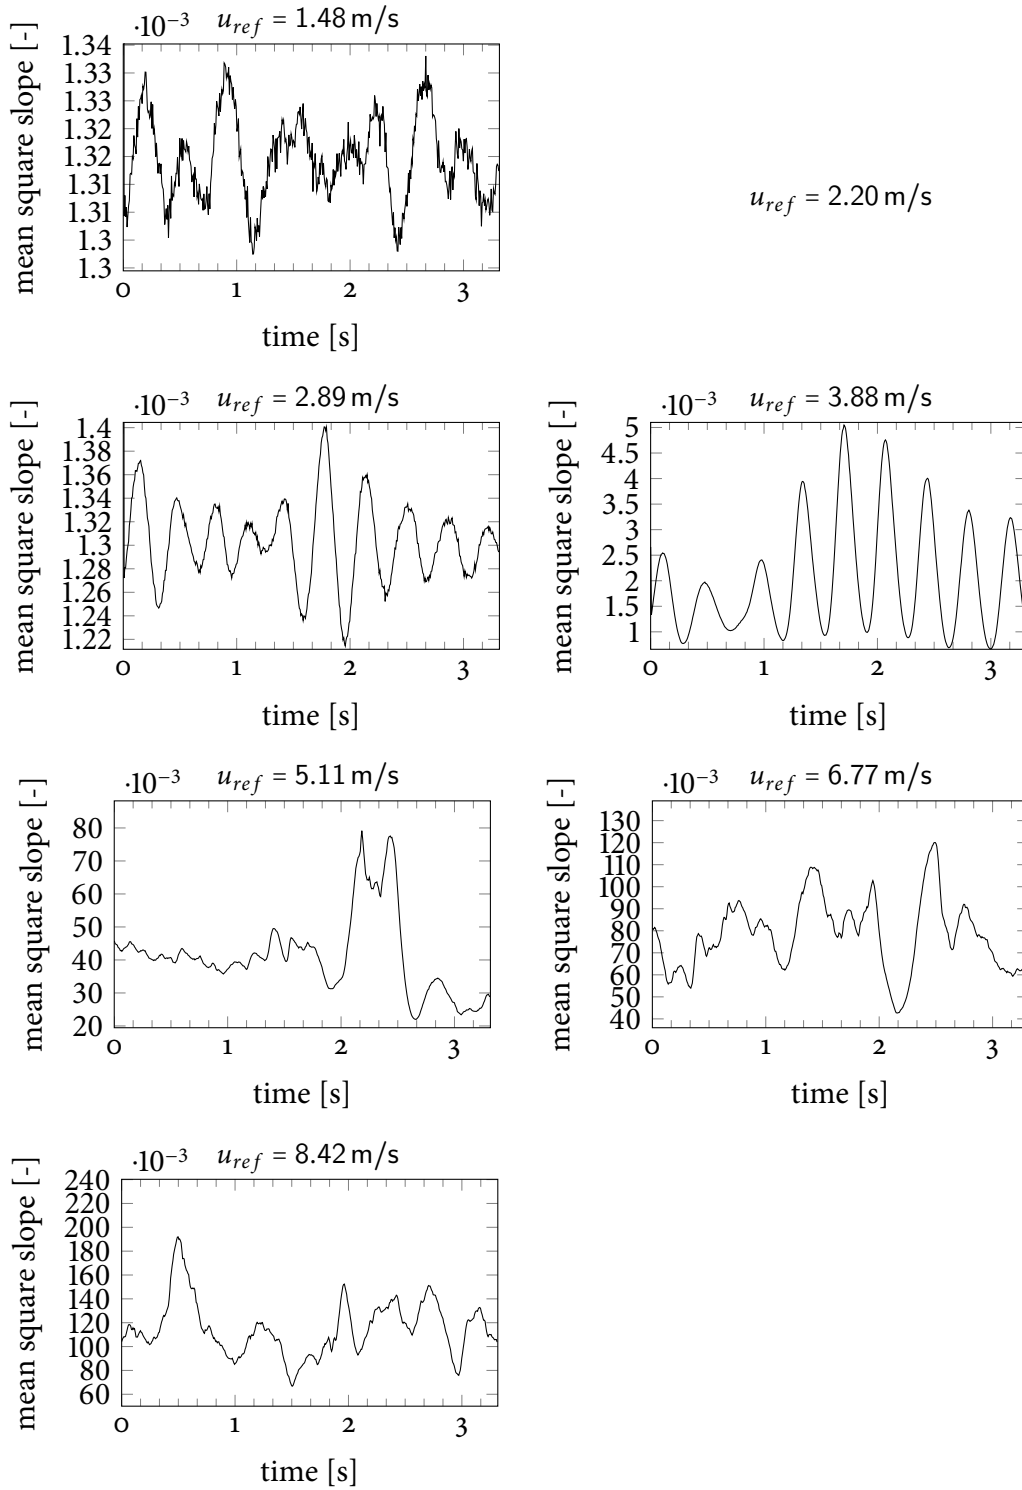 ·10⁻³ u_ref = 1.48 m/s
mean square slope [-]
1.34
1.33
1.33
1.32
1.32
1.31
1.31
1.3
1.3
0 1 2 3
time [s]
u_ref = 2.20 m/s
·10⁻³ u_ref = 2.89 m/s
mean square slope [-]
1.4
1.38
1.36
1.34
1.32
1.3
1.28
1.26
1.24
1.22
0 1 2 3
time [s]
·10⁻³ u_ref = 3.88 m/s
mean square slope [-]
5
4.5
4
3.5
3
2.5
2
1.5
1
0 1 2 3
time [s]
·10⁻³ u_ref = 5.11 m/s
mean square slope [-]
80
70
60
50
40
30
20
0 1 2 3
time [s]
·10⁻³ u_ref = 6.77 m/s
mean square slope [-]
130
120
110
100
90
80
70
60
50
40
0 1 2 3
time [s]
·10⁻³ u_ref = 8.42 m/s
mean square slope [-]
240
220
200
180
160
140
120
100
80
60
0 1 2 3
time [s]